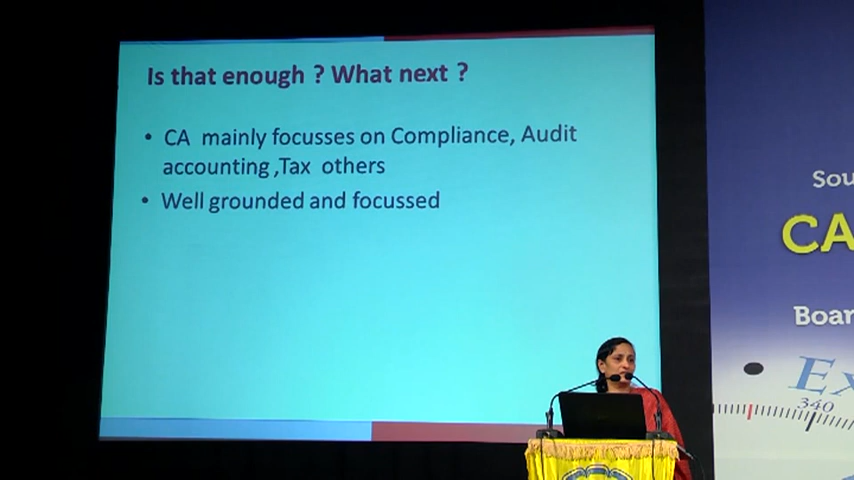 Is that enough ? What next ?
• CA mainly focusses on Compliance, Audit
accounting ,Tax others
• Well grounded and focussed
Sou
CA
Boar
Ex
340